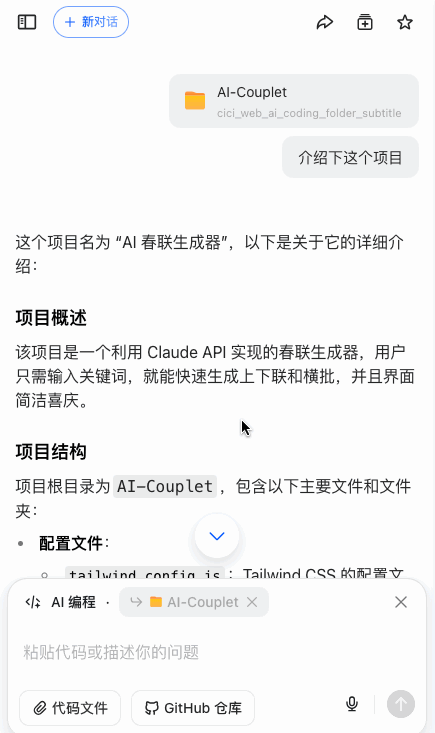 新对话
AI-Couplet
cici_web_ai_coding_folder_subtitle
介绍下这个项目
这个项目名为 “AI 春联生成器”，以下是关于它的详细介
绍：
项目概述
该项目是一个利用 Claude API 实现的春联生成器，用户
只需输入关键词，就能快速生成上下联和横批，并且界面
简洁喜庆。
项目结构
项目根目录为 AI-Couplet ，包含以下主要文件和文件
夹：
配置文件：
tailwind.config.js：Tailwind CSS 的配置文
AI 编程 · AI-Couplet
粘贴代码或描述你的问题
代码文件
GitHub 仓库